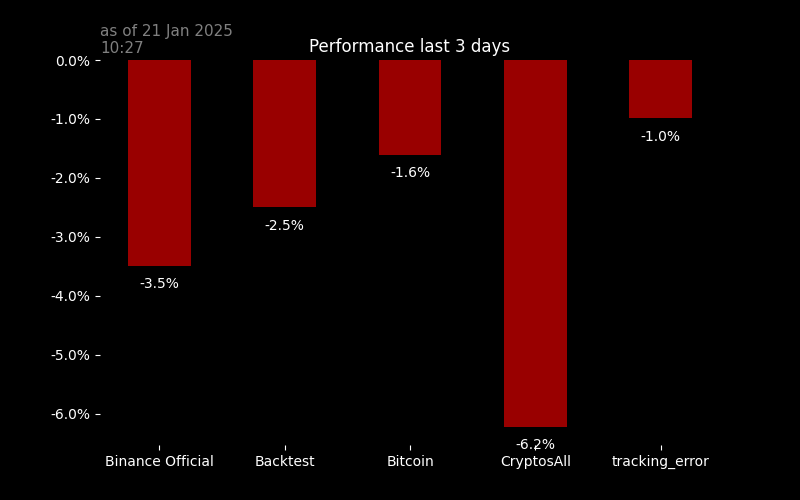 as of 21 Jan 2025
10:27
Performance last 3 days
0.0%
-1.0%
-2.0%
-3.0%
-4.0%
-5.0%
-6.0%
-3.5%
-2.5%
-1.6%
-6.2%
-1.0%
Binance Official
Backtest
Bitcoin
CryptosAll
tracking_error